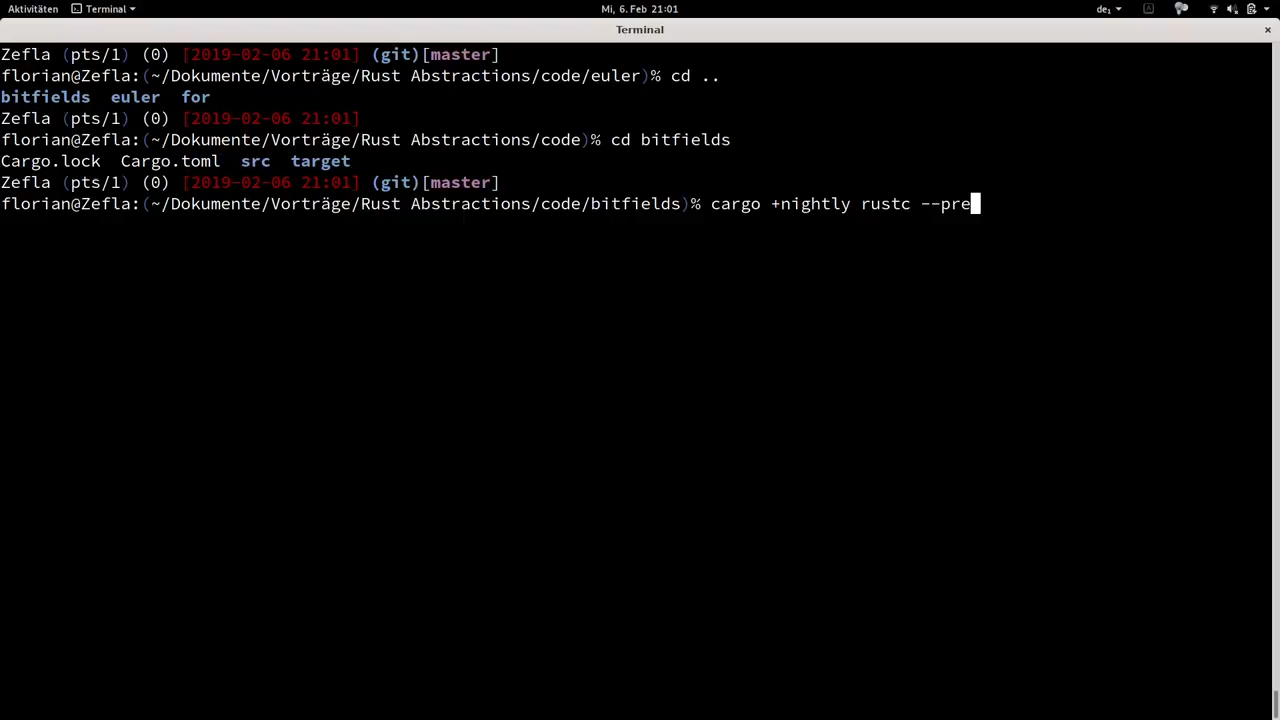 Aktivitäten Terminal Mi, 6. Feb 21:01 de₁
Terminal ×
Zefla (pts/1) (0) [2019-02-06 21:01] (git)[master]
florian@Zefla:(~/Dokumente/Vorträge/Rust Abstractions/code/euler)% cd ..
bitfields euler for
Zefla (pts/1) (0) [2019-02-06 21:01]
florian@Zefla:(~/Dokumente/Vorträge/Rust Abstractions/code)% cd bitfields
Cargo.lock Cargo.toml src target
Zefla (pts/1) (0) [2019-02-06 21:01] (git)[master]
florian@Zefla:(~/Dokumente/Vorträge/Rust Abstractions/code/bitfields)% cargo +nightly rustc --pre